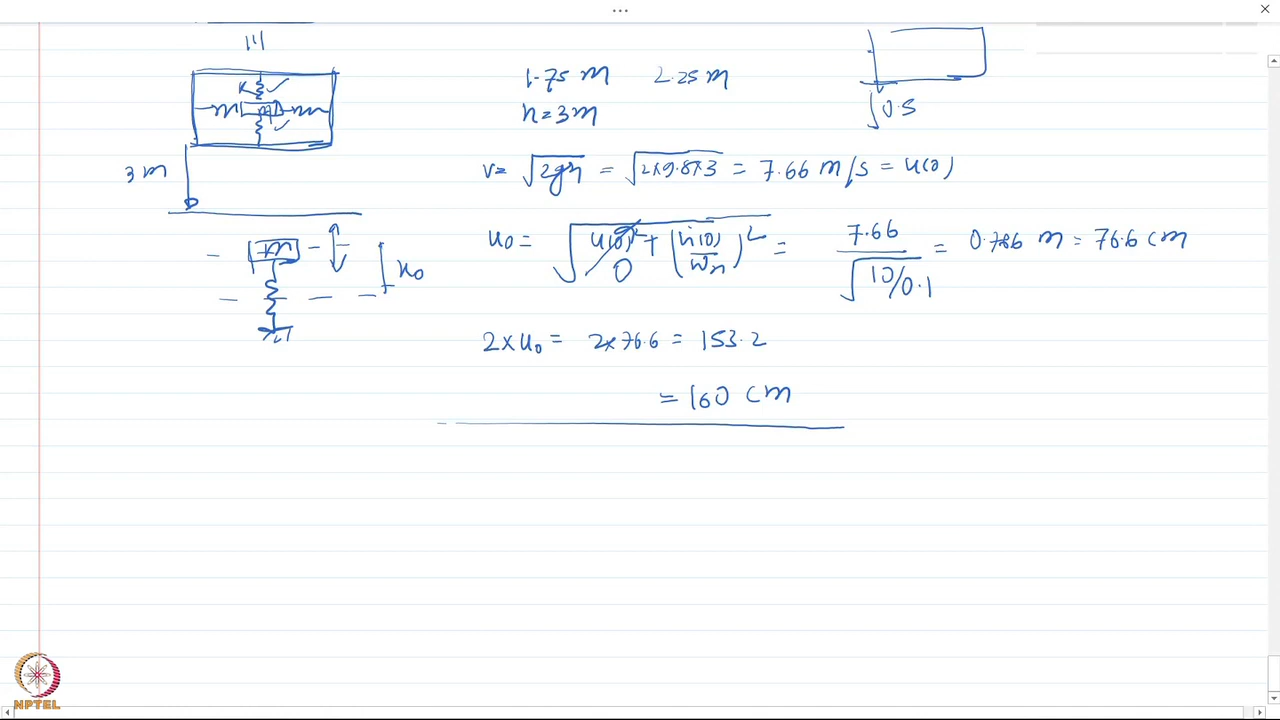 1.75 m 2.25 m
k
m
h=3m
0.5
3 m
v= √2gh = √2×9.8×3 = 7.66 m/s = u(0)
m
u0
u0 = √u(0)² + (u̇(0)/ωn)² = 7.66/√10/0.1 = 0.766 m = 76.6 cm
0
2×u0 = 2×76.6 = 153.2
= 160 cm
NPTEL